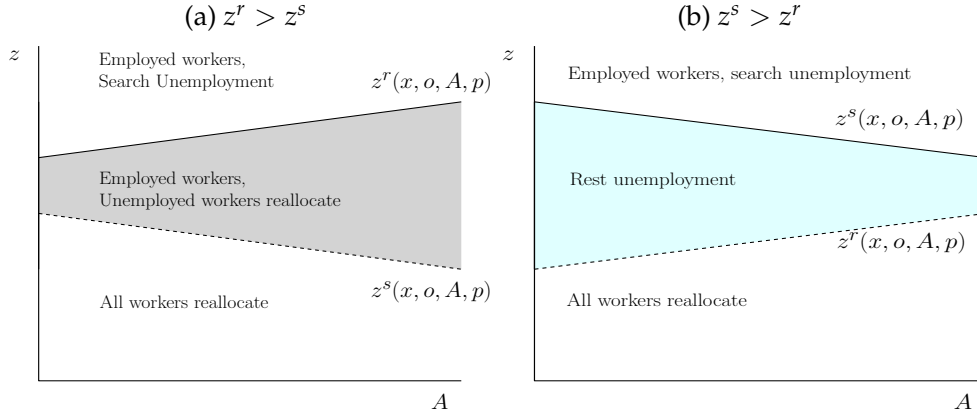 (a) z^r > z^s
z
Employed workers,
Search Unemployment
z^r(x, o, A, p)
Employed workers,
Unemployed workers reallocate
z^s(x, o, A, p)
All workers reallocate
A
(b) z^s > z^r
z
Employed workers, search unemployment
z^s(x, o, A, p)
Rest unemployment
z^r(x, o, A, p)
All workers reallocate
A